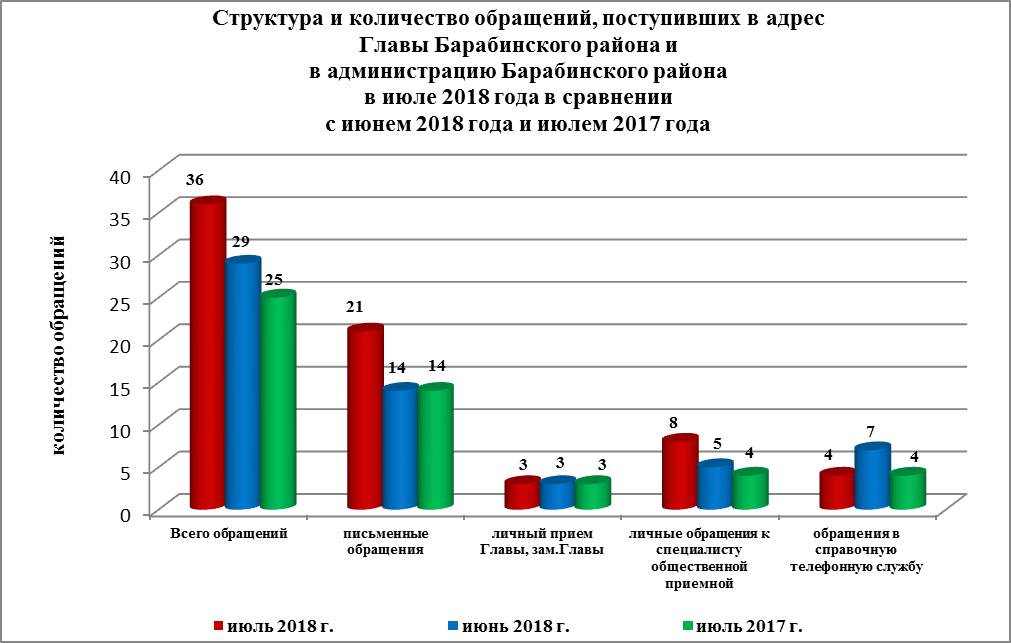 Структура и количество обращений, поступивших в адрес
Главы Барабинского района и
в администрацию Барабинского района
в июле 2018 года в сравнении
с июнем 2018 года и июлем 2017 года
количество обращений
40
35
30
25
20
15
10
5
0
36
29
25
21
14
14
3
3
3
8
5
4
4
7
4
Всего обращений
письменные
обращения
личный прием
Главы, зам.Главы
личные обращения к
специалисту
общественной
приемной
обращения в
справочную
телефонную службу
июль 2018 г.
июнь 2018 г.
июль 2017 г.